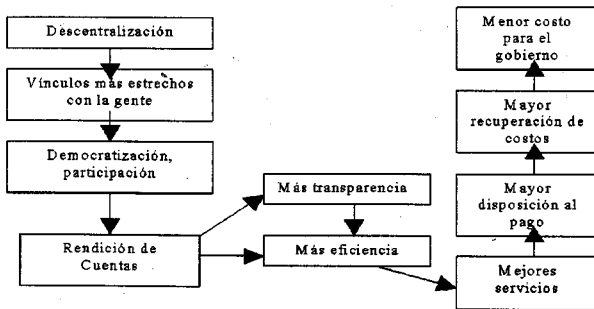 Descentralización
Vínculos más estrechos
con la gente
Democratización,
participación
Rendición de
Cuentas
Más transparencia
Más eficiencia
Menor costo
para el
gobierno
Mayor
recuperación de
costos
Mayor
disposición al
pago
Mejores
servicios